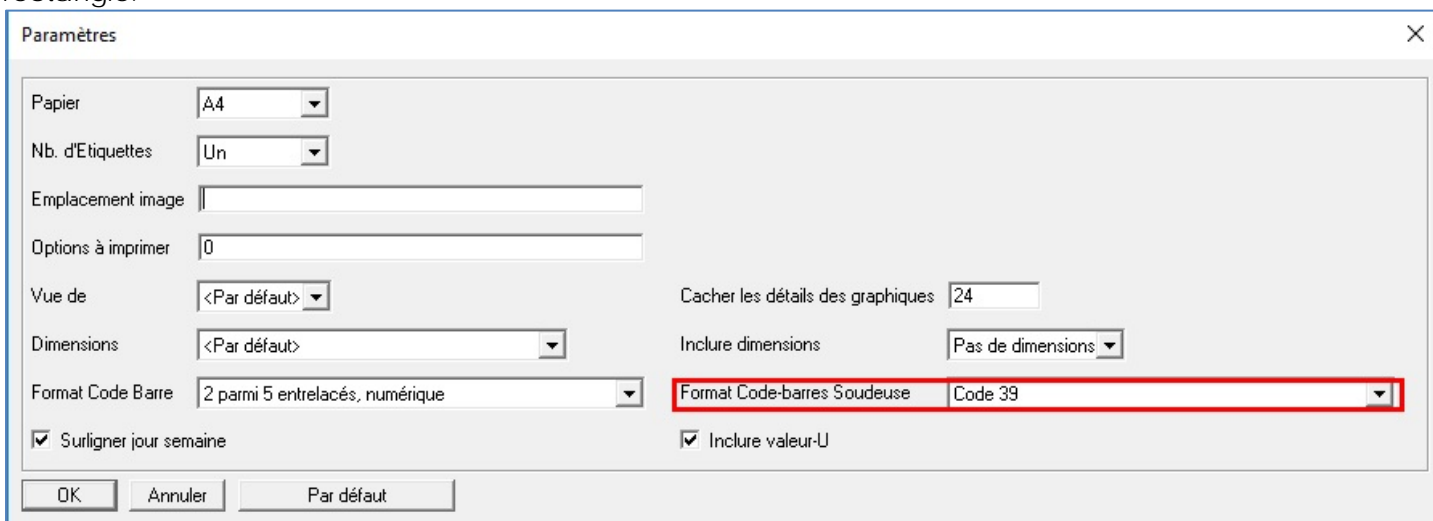 rectangle.
Paramètres
Papier A4
Nb. d'Etiquettes Un
Emplacement image
Options à imprimer 0
Vue de <Par défaut> Cacher les détails des graphiques 24
Dimensions <Par défaut> Inclure dimensions Pas de dimensions
Format Code Barre 2 parmi 5 entrelacés, numérique Format Code-barres Soudeuse Code 39
Surligner jour semaine Inclure valeur-U
OK Annuler Par défaut